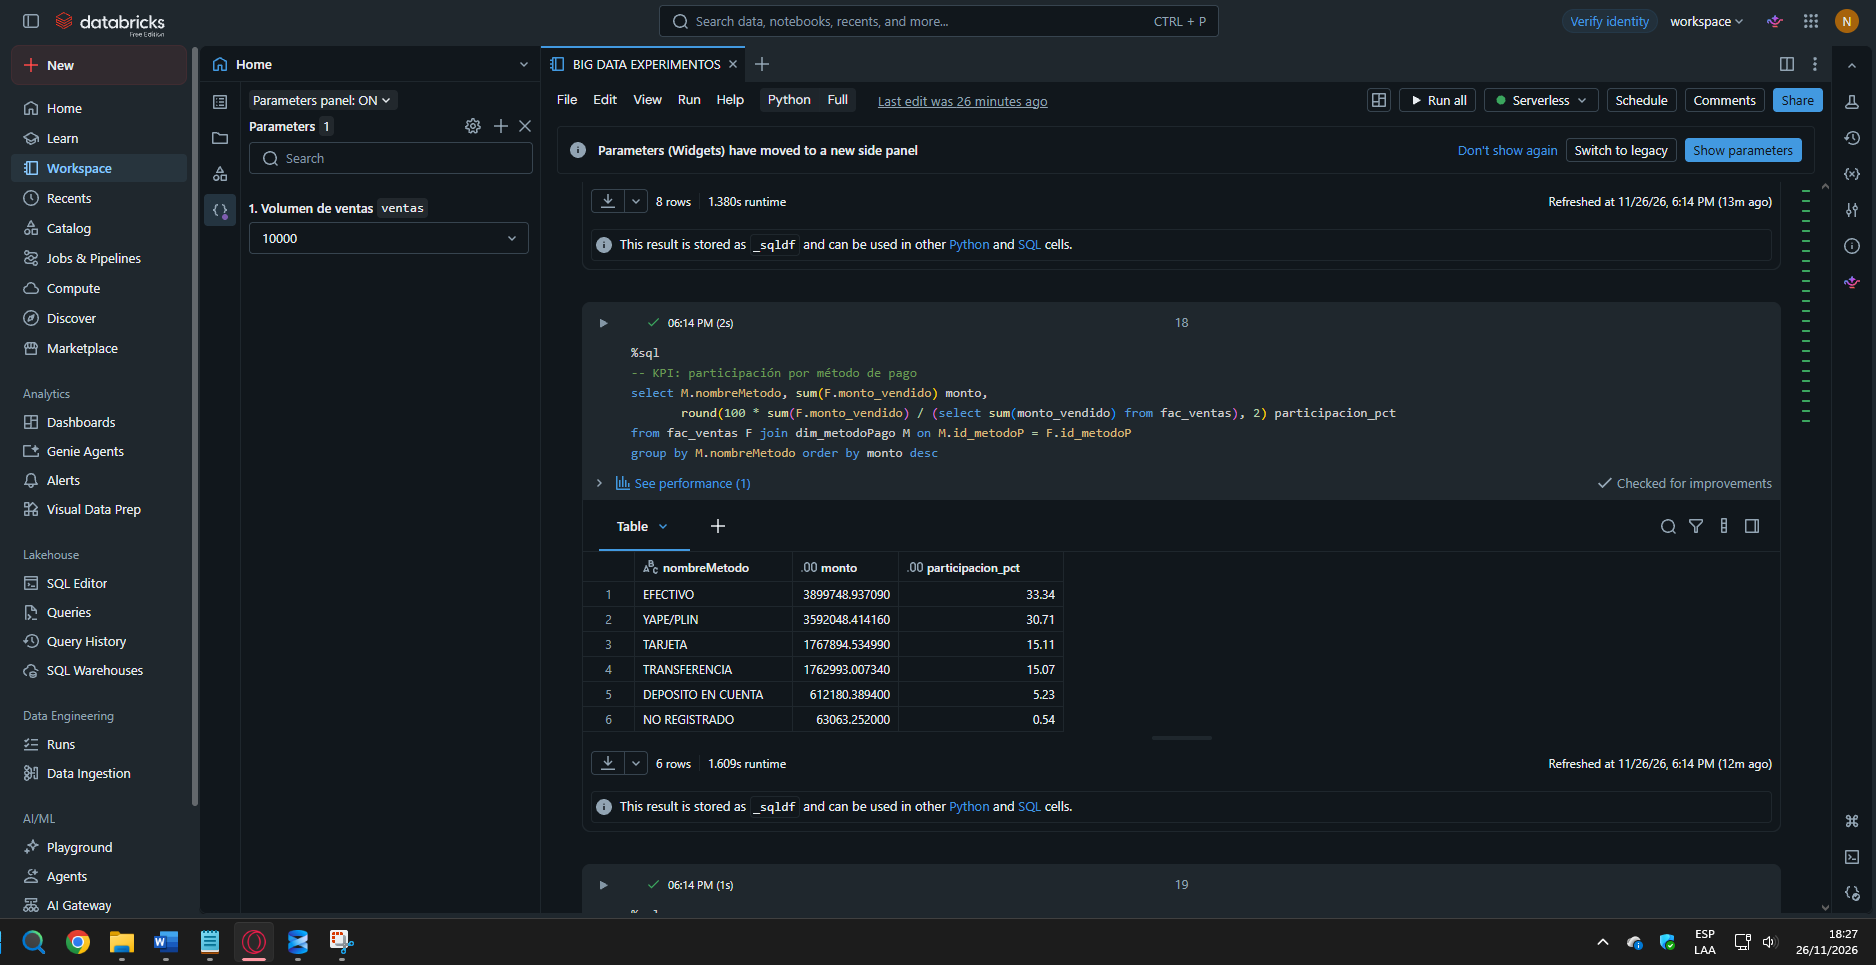 databricks
Free Edition
Search data, notebooks, recents, and more...
CTRL + P
Verify identity
workspace
N
New
Home
Learn
Workspace
Recents
Catalog
Jobs & Pipelines
Compute
Discover
Marketplace
Analytics
Dashboards
Genie Agents
Alerts
Visual Data Prep
Lakehouse
SQL Editor
Queries
Query History
SQL Warehouses
Data Engineering
Runs
Data Ingestion
AI/ML
Playground
Agents
AI Gateway
Home
Parameters panel: ON
Parameters 1
Search
1. Volumen de ventas ventas
10000
BIG DATA EXPERIMENTOS
File Edit View Run Help Python Full Last edit was 26 minutes ago
Run all
Serverless
Schedule
Comments
Share
Parameters (Widgets) have moved to a new side panel
Don't show again
Switch to legacy
Show parameters
8 rows 1.380s runtime
Refreshed at 11/26/26, 6:14 PM (13m ago)
This result is stored as _sqldf and can be used in other Python and SQL cells.
06:14 PM (2s)
18
%sql
-- KPI: participación por método de pago
select M.nombreMetodo, sum(F.monto_vendido) monto,
round(100 * sum(F.monto_vendido) / (select sum(monto_vendido) from fac_ventas), 2) participacion_pct
from fac_ventas F join dim_metodoPago M on M.id_metodoP = F.id_metodoP
group by M.nombreMetodo order by monto desc
See performance (1)
Checked for improvements
Table
nombreMetodo .00 monto .00 participacion_pct
1 EFECTIVO 3899748.937090 33.34
2 YAPE/PLIN 3592048.414160 30.71
3 TARJETA 1767894.534990 15.11
4 TRANSFERENCIA 1762993.007340 15.07
5 DEPOSITO EN CUENTA 612180.389400 5.23
6 NO REGISTRADO 63063.252000 0.54
6 rows 1.609s runtime
Refreshed at 11/26/26, 6:14 PM (12m ago)
This result is stored as _sqldf and can be used in other Python and SQL cells.
06:14 PM (1s)
19
ESP
LAA
18:27
26/11/2026